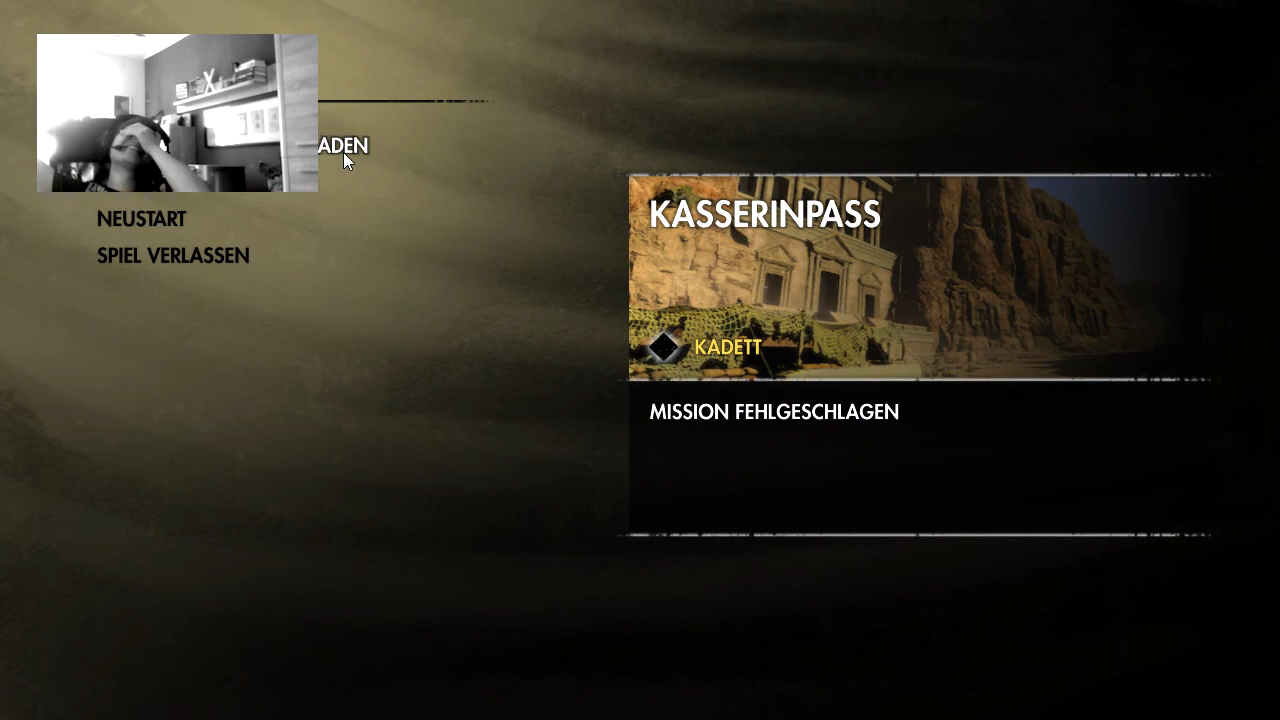 ADEN
NEUSTART
SPIEL VERLASSEN
KASSERINPASS
KADETT
MISSION FEHLGESCHLAGEN